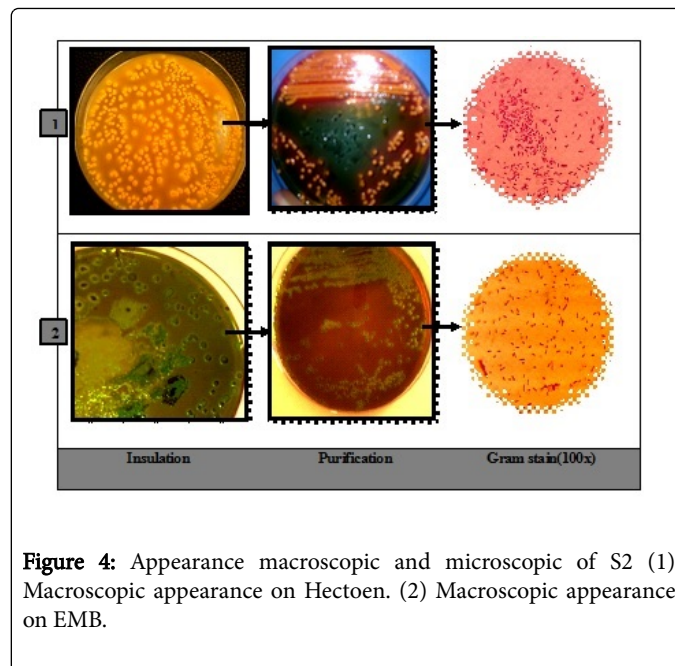 1
2
Insulation Purification Gram stain(100x)
Figure 4: Appearance macroscopic and microscopic of S2 (1)
Macroscopic appearance on Hectoen. (2) Macroscopic appearance
on EMB.